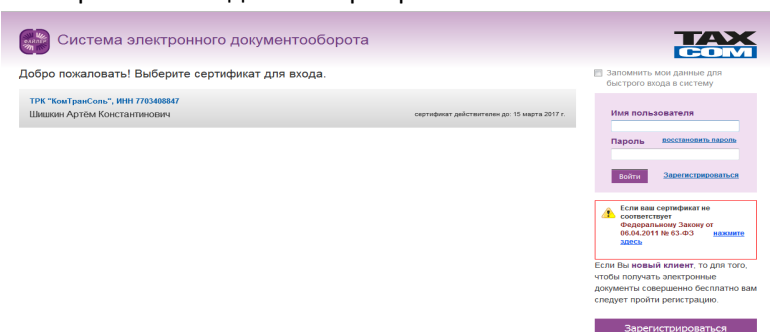 ФАЙЛЕР
Система электронного документооборота
TAXCOM
Добро пожаловать! Выберите сертификат для входа.
ТРК "КомТранСоль", ИНН 7703408847
Шишкин Артём Константинович
сертификат действителен до: 15 марта 2017 г.
Запомнить мои данные для
быстрого входа в систему
Имя пользователя
Пароль восстановить пароль
Войти Зарегистрироваться
Если ваш сертификат не
соответствует
Федеральному Закону от
06.04.2011 № 63-ФЗ нажмите
здесь
Если Вы новый клиент, то для того,
чтобы получать электронные
документы совершенно бесплатно вам
следует пройти регистрацию.
Зарегистрироваться